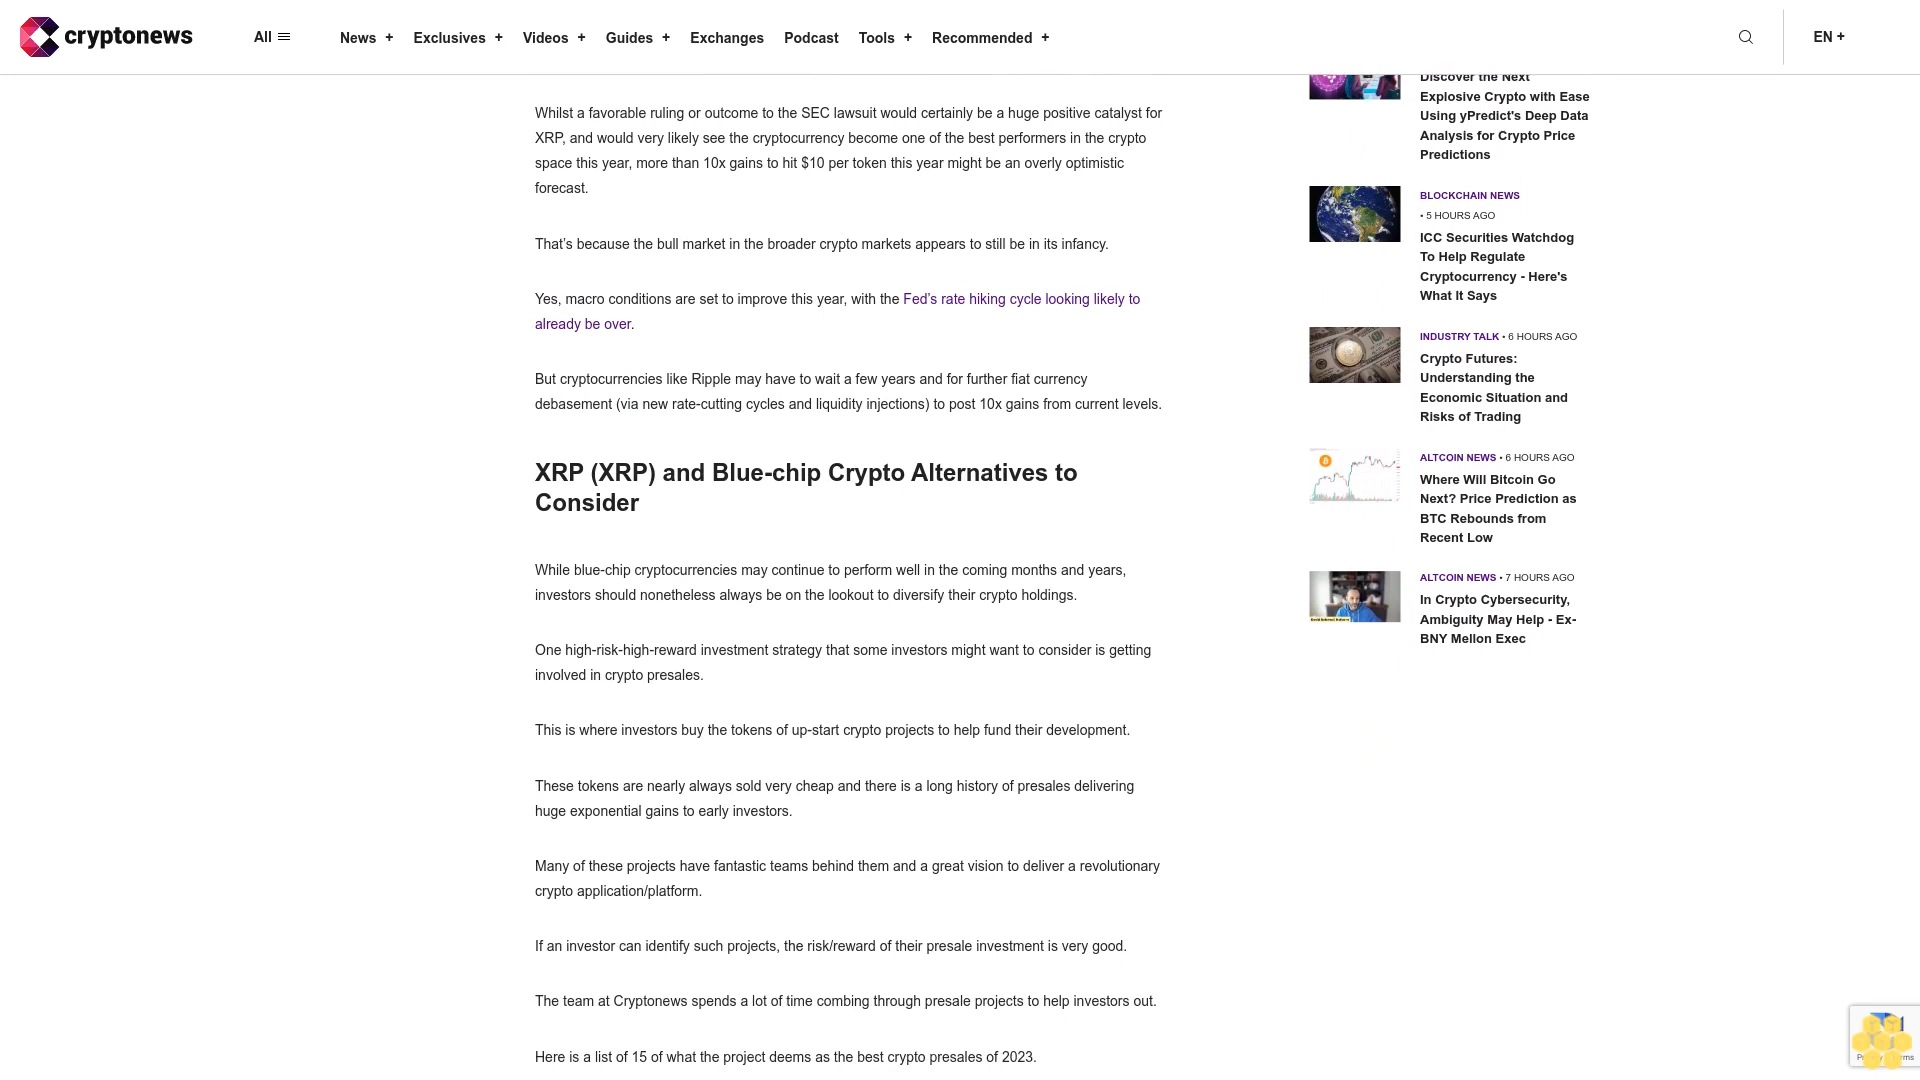 cryptonews
All
News +
Exclusives +
Videos +
Guides +
Exchanges
Podcast
Tools +
Recommended +
EN +
Whilst a favorable ruling or outcome to the SEC lawsuit would certainly be a huge positive catalyst for
XRP, and would very likely see the cryptocurrency become one of the best performers in the crypto
space this year, more than 10x gains to hit $10 per token this year might be an overly optimistic
forecast.
That’s because the bull market in the broader crypto markets appears to still be in its infancy.
Yes, macro conditions are set to improve this year, with the Fed’s rate hiking cycle looking likely to
already be over.
But cryptocurrencies like Ripple may have to wait a few years and for further fiat currency
debasement (via new rate-cutting cycles and liquidity injections) to post 10x gains from current levels.
XRP (XRP) and Blue-chip Crypto Alternatives to
Consider
While blue-chip cryptocurrencies may continue to perform well in the coming months and years,
investors should nonetheless always be on the lookout to diversify their crypto holdings.
One high-risk-high-reward investment strategy that some investors might want to consider is getting
involved in crypto presales.
This is where investors buy the tokens of up-start crypto projects to help fund their development.
These tokens are nearly always sold very cheap and there is a long history of presales delivering
huge exponential gains to early investors.
Many of these projects have fantastic teams behind them and a great vision to deliver a revolutionary
crypto application/platform.
If an investor can identify such projects, the risk/reward of their presale investment is very good.
The team at Cryptonews spends a lot of time combing through presale projects to help investors out.
Here is a list of 15 of what the project deems as the best crypto presales of 2023.
Discover the Next
Explosive Crypto with Ease
Using yPredict's Deep Data
Analysis for Crypto Price
Predictions
BLOCKCHAIN NEWS
• 5 HOURS AGO
ICC Securities Watchdog
To Help Regulate
Cryptocurrency - Here's
What It Says
INDUSTRY TALK • 6 HOURS AGO
Crypto Futures:
Understanding the
Economic Situation and
Risks of Trading
ALTCOIN NEWS • 6 HOURS AGO
Where Will Bitcoin Go
Next? Price Prediction as
BTC Rebounds from
Recent Low
ALTCOIN NEWS • 7 HOURS AGO
In Crypto Cybersecurity,
Ambiguity May Help - Ex-
BNY Mellon Exec